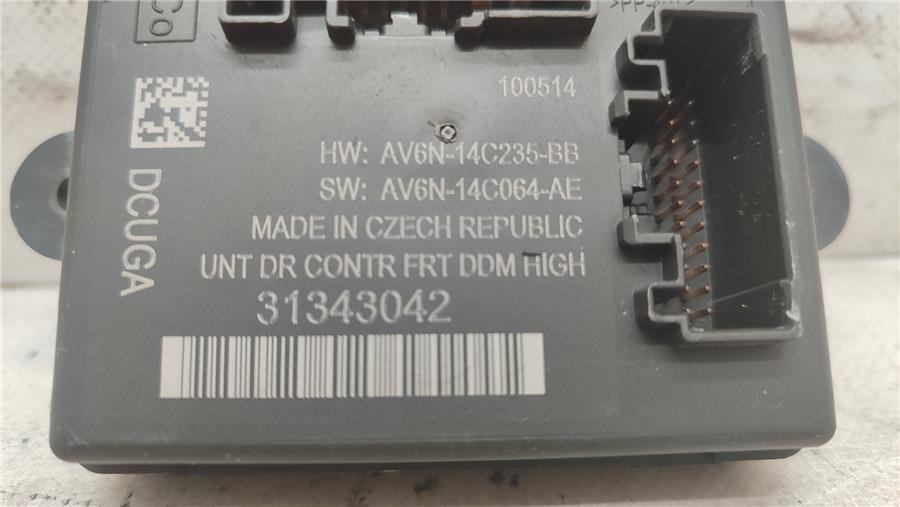 Co
100514
HW: AV6N-14C235-BB
SW: AV6N-14C064-AE
MADE IN CZECH REPUBLIC
UNT DR CONTR FRT DDM HIGH
31343042
DCUGA